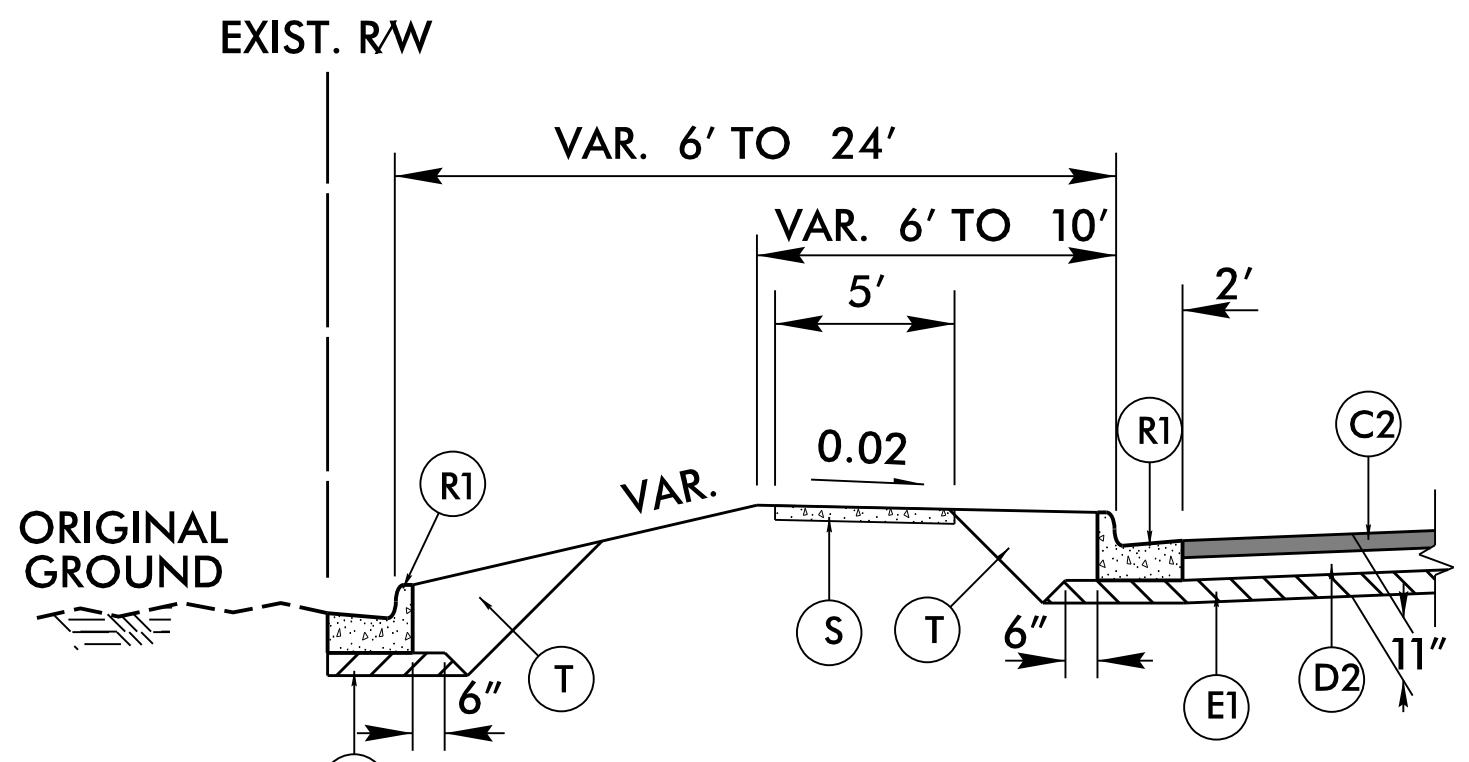 EXIST. R/W
VAR. 6' TO 24'
VAR. 6' TO 10'
5'
2'
R1
C2
0.02
VAR.
R1
ORIGINAL
GROUND
S
T
6"
11"
T
D2
6"
E1